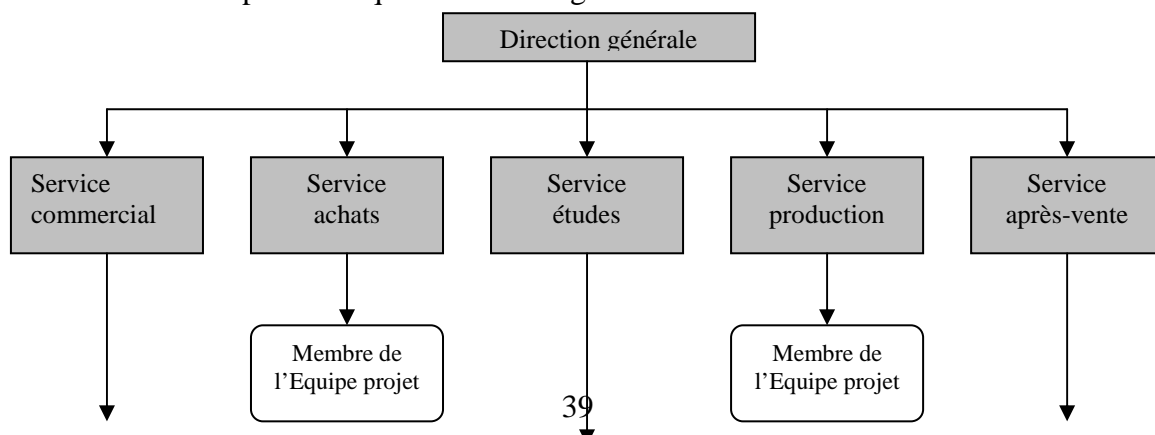 Direction générale
Service
commercial
Service
achats
Service
études
Service
production
Service
après-vente
Membre de
l’Equipe projet
Membre de
l’Equipe projet
39